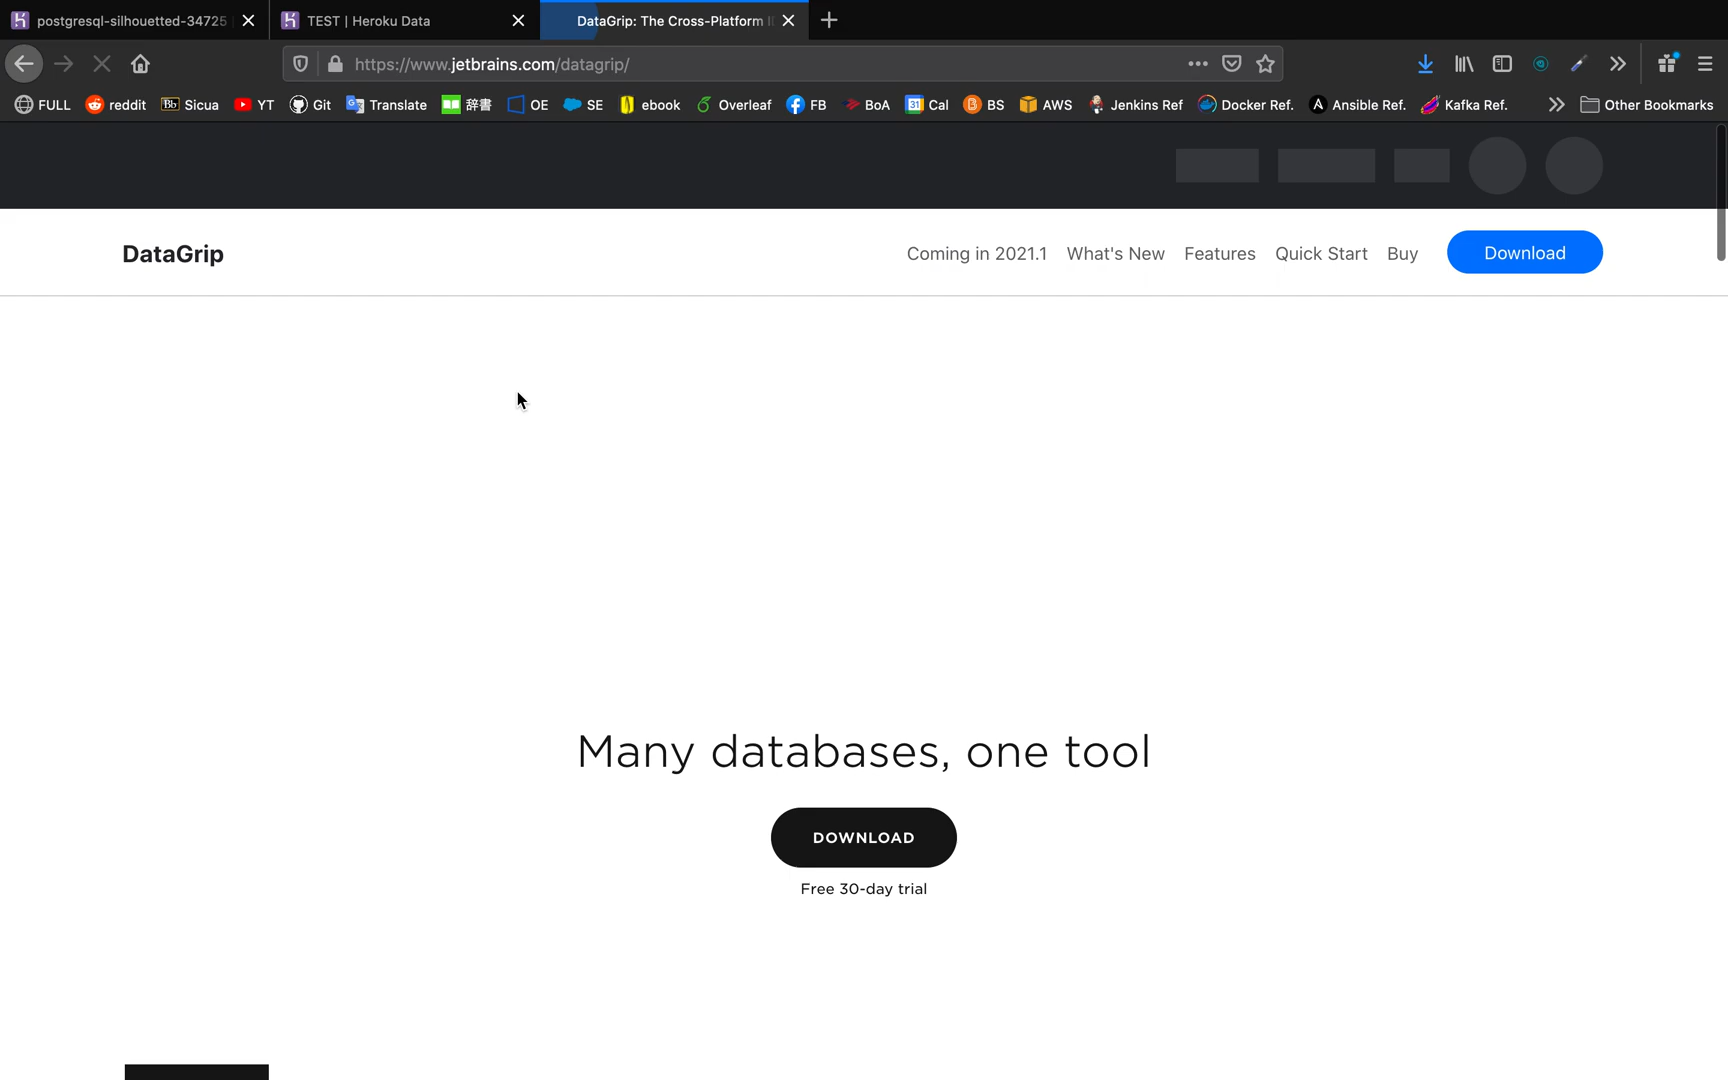 postgresql-silhouetted-34725
TEST | Heroku Data
DataGrip: The Cross-Platform
https://www.jetbrains.com/datagrip/
FULL reddit Bb Sicua YT Git Translate 辞書 OE SE ebook Overleaf FB BoA 31 Cal BS AWS Jenkins Ref Docker Ref. Ansible Ref. Kafka Ref. Other Bookmarks
DataGrip
Coming in 2021.1 What's New Features Quick Start Buy Download
Many databases, one tool
DOWNLOAD
Free 30-day trial